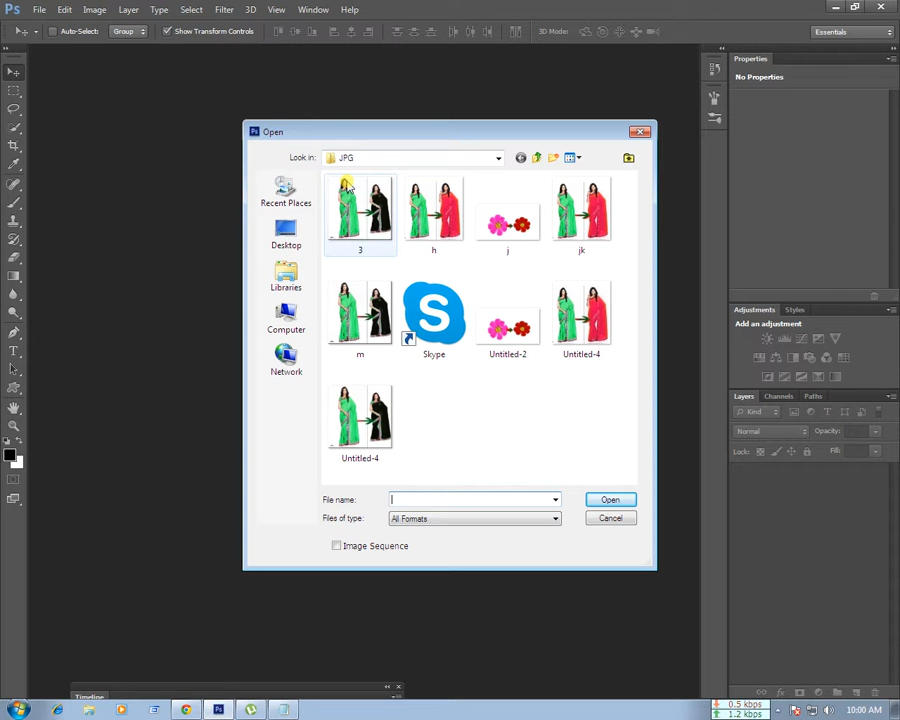 Ps File Edit Image Layer Type Select Filter 3D View Window Help
Auto-Select: Group Show Transform Controls 3D Mode: Essentials
Properties
No Properties
Ps Open
Look in: JPG
Recent Places
Desktop
Libraries
Computer
Network
3 h j jk
m Skype Untitled-2 Untitled-4
S
Untitled-4
File name: Open
Files of type: All Formats Cancel
Image Sequence
Adjustments Styles
Add an adjustment
Layers Channels Paths
Kind
Normal Opacity:
Lock: Fill:
Timeline
Ps
0.5 kbps
1.2 kbps
10:00 AM